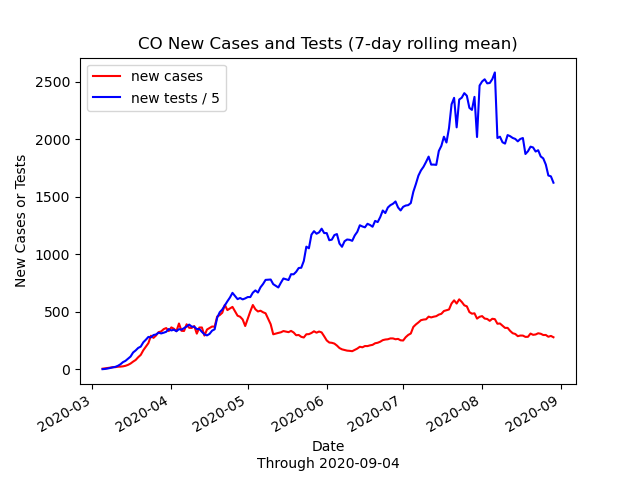 CO New Cases and Tests (7-day rolling mean)
new cases
new tests / 5
New Cases or Tests
2500
2000
1500
1000
500
0
2020-03
2020-04
2020-05
2020-06
2020-07
2020-08
2020-09
Date
Through 2020-09-04